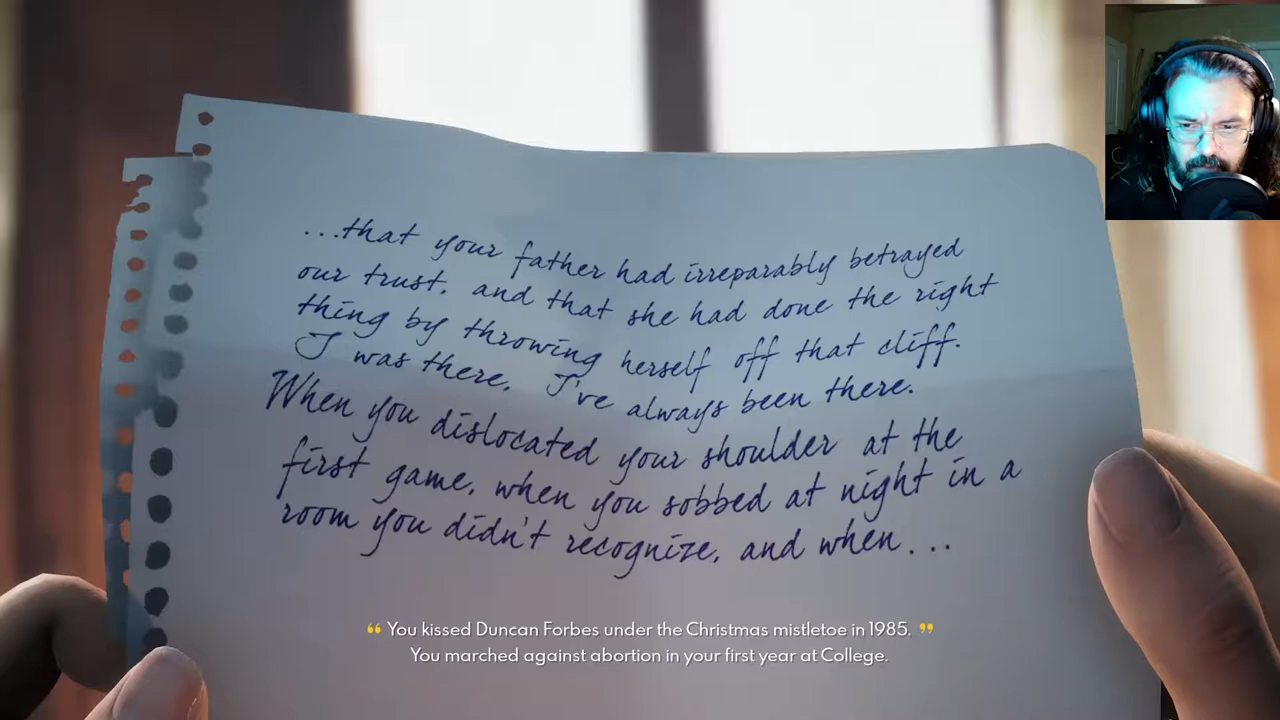 ...that your father had irreparably betrayed
our trust, and that she had done the right
thing by throwing herself off that cliff.
I was there. I've always been there.
When you dislocated your shoulder at the
first game, when you sobbed at night in a
room you didn't recognize, and when...
“ You kissed Duncan Forbes under the Christmas mistletoe in 1985. ”
You marched against abortion in your first year at College.